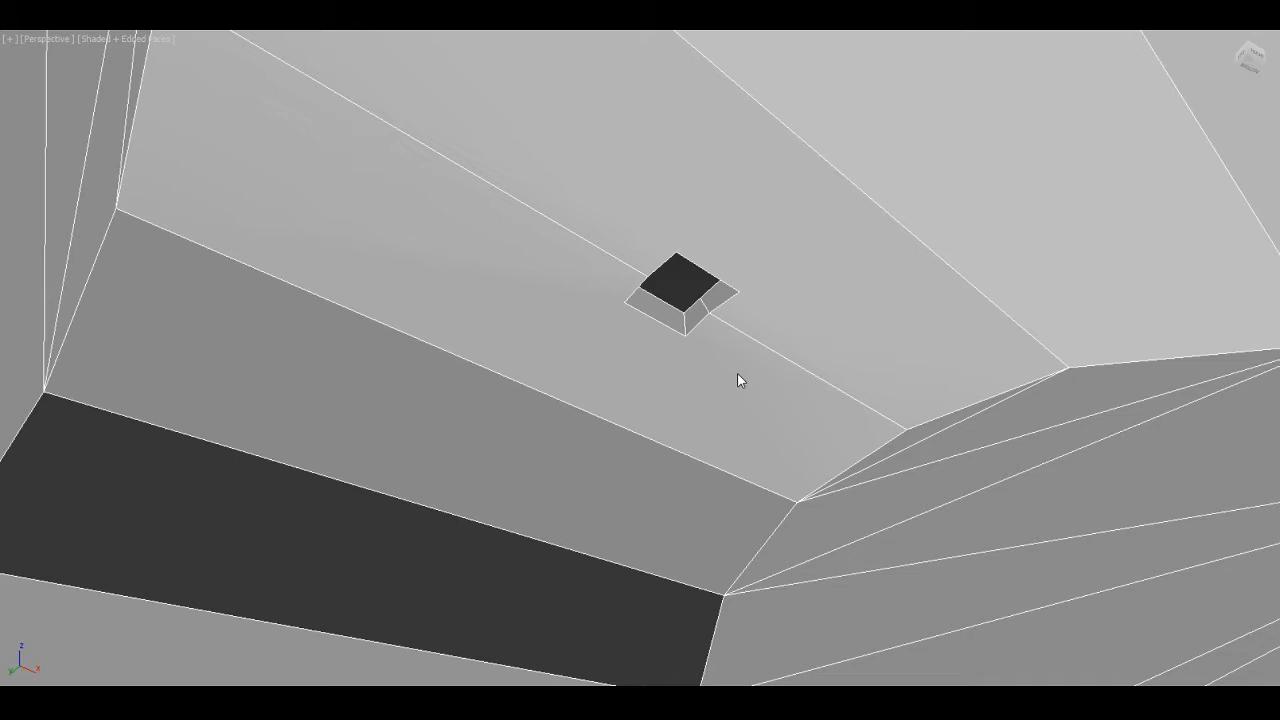 [+] [Perspective] [Shaded + Edged Faces]
z
y
x